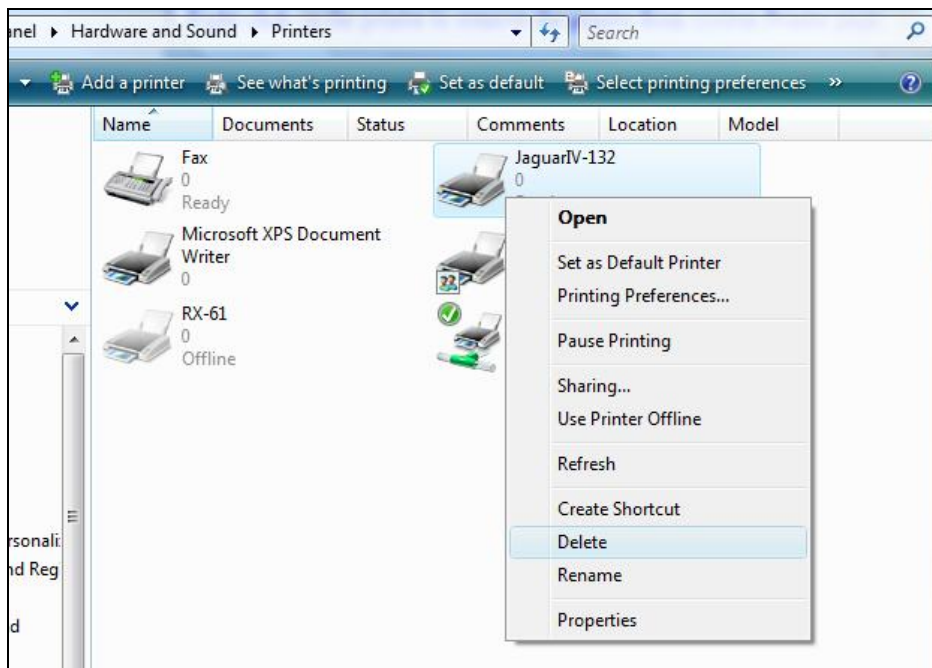 anel ▸ Hardware and Sound ▸ Printers
Search
Add a printer See what's printing Set as default Select printing preferences »
Name Documents Status Comments Location Model
Fax
0
Ready
JaguarIV-132
0
Microsoft XPS Document
Writer
0
RX-61
0
Offline
Open
Set as Default Printer
Printing Preferences...
Pause Printing
Sharing...
Use Printer Offline
Refresh
Create Shortcut
Delete
Rename
Properties
rsonali
nd Reg
d